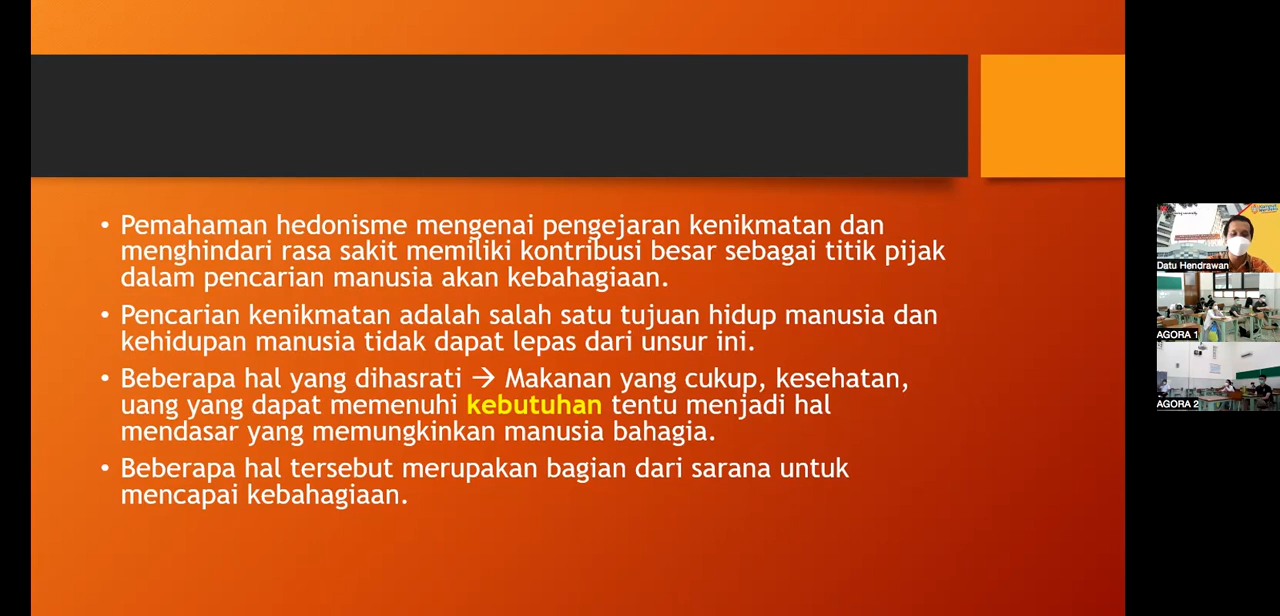 • Pemahaman hedonisme mengenai pengejaran kenikmatan dan
menghindari rasa sakit memiliki kontribusi besar sebagai titik pijak
dalam pencarian manusia akan kebahagiaan.
• Pencarian kenikmatan adalah salah satu tujuan hidup manusia dan
kehidupan manusia tidak dapat lepas dari unsur ini.
• Beberapa hal yang dihasrati → Makanan yang cukup, kesehatan,
uang yang dapat memenuhi kebutuhan tentu menjadi hal
mendasar yang memungkinkan manusia bahagia.
• Beberapa hal tersebut merupakan bagian dari sarana untuk
mencapai kebahagiaan.
Datu Hendrawan
AGORA 1
AGORA 2